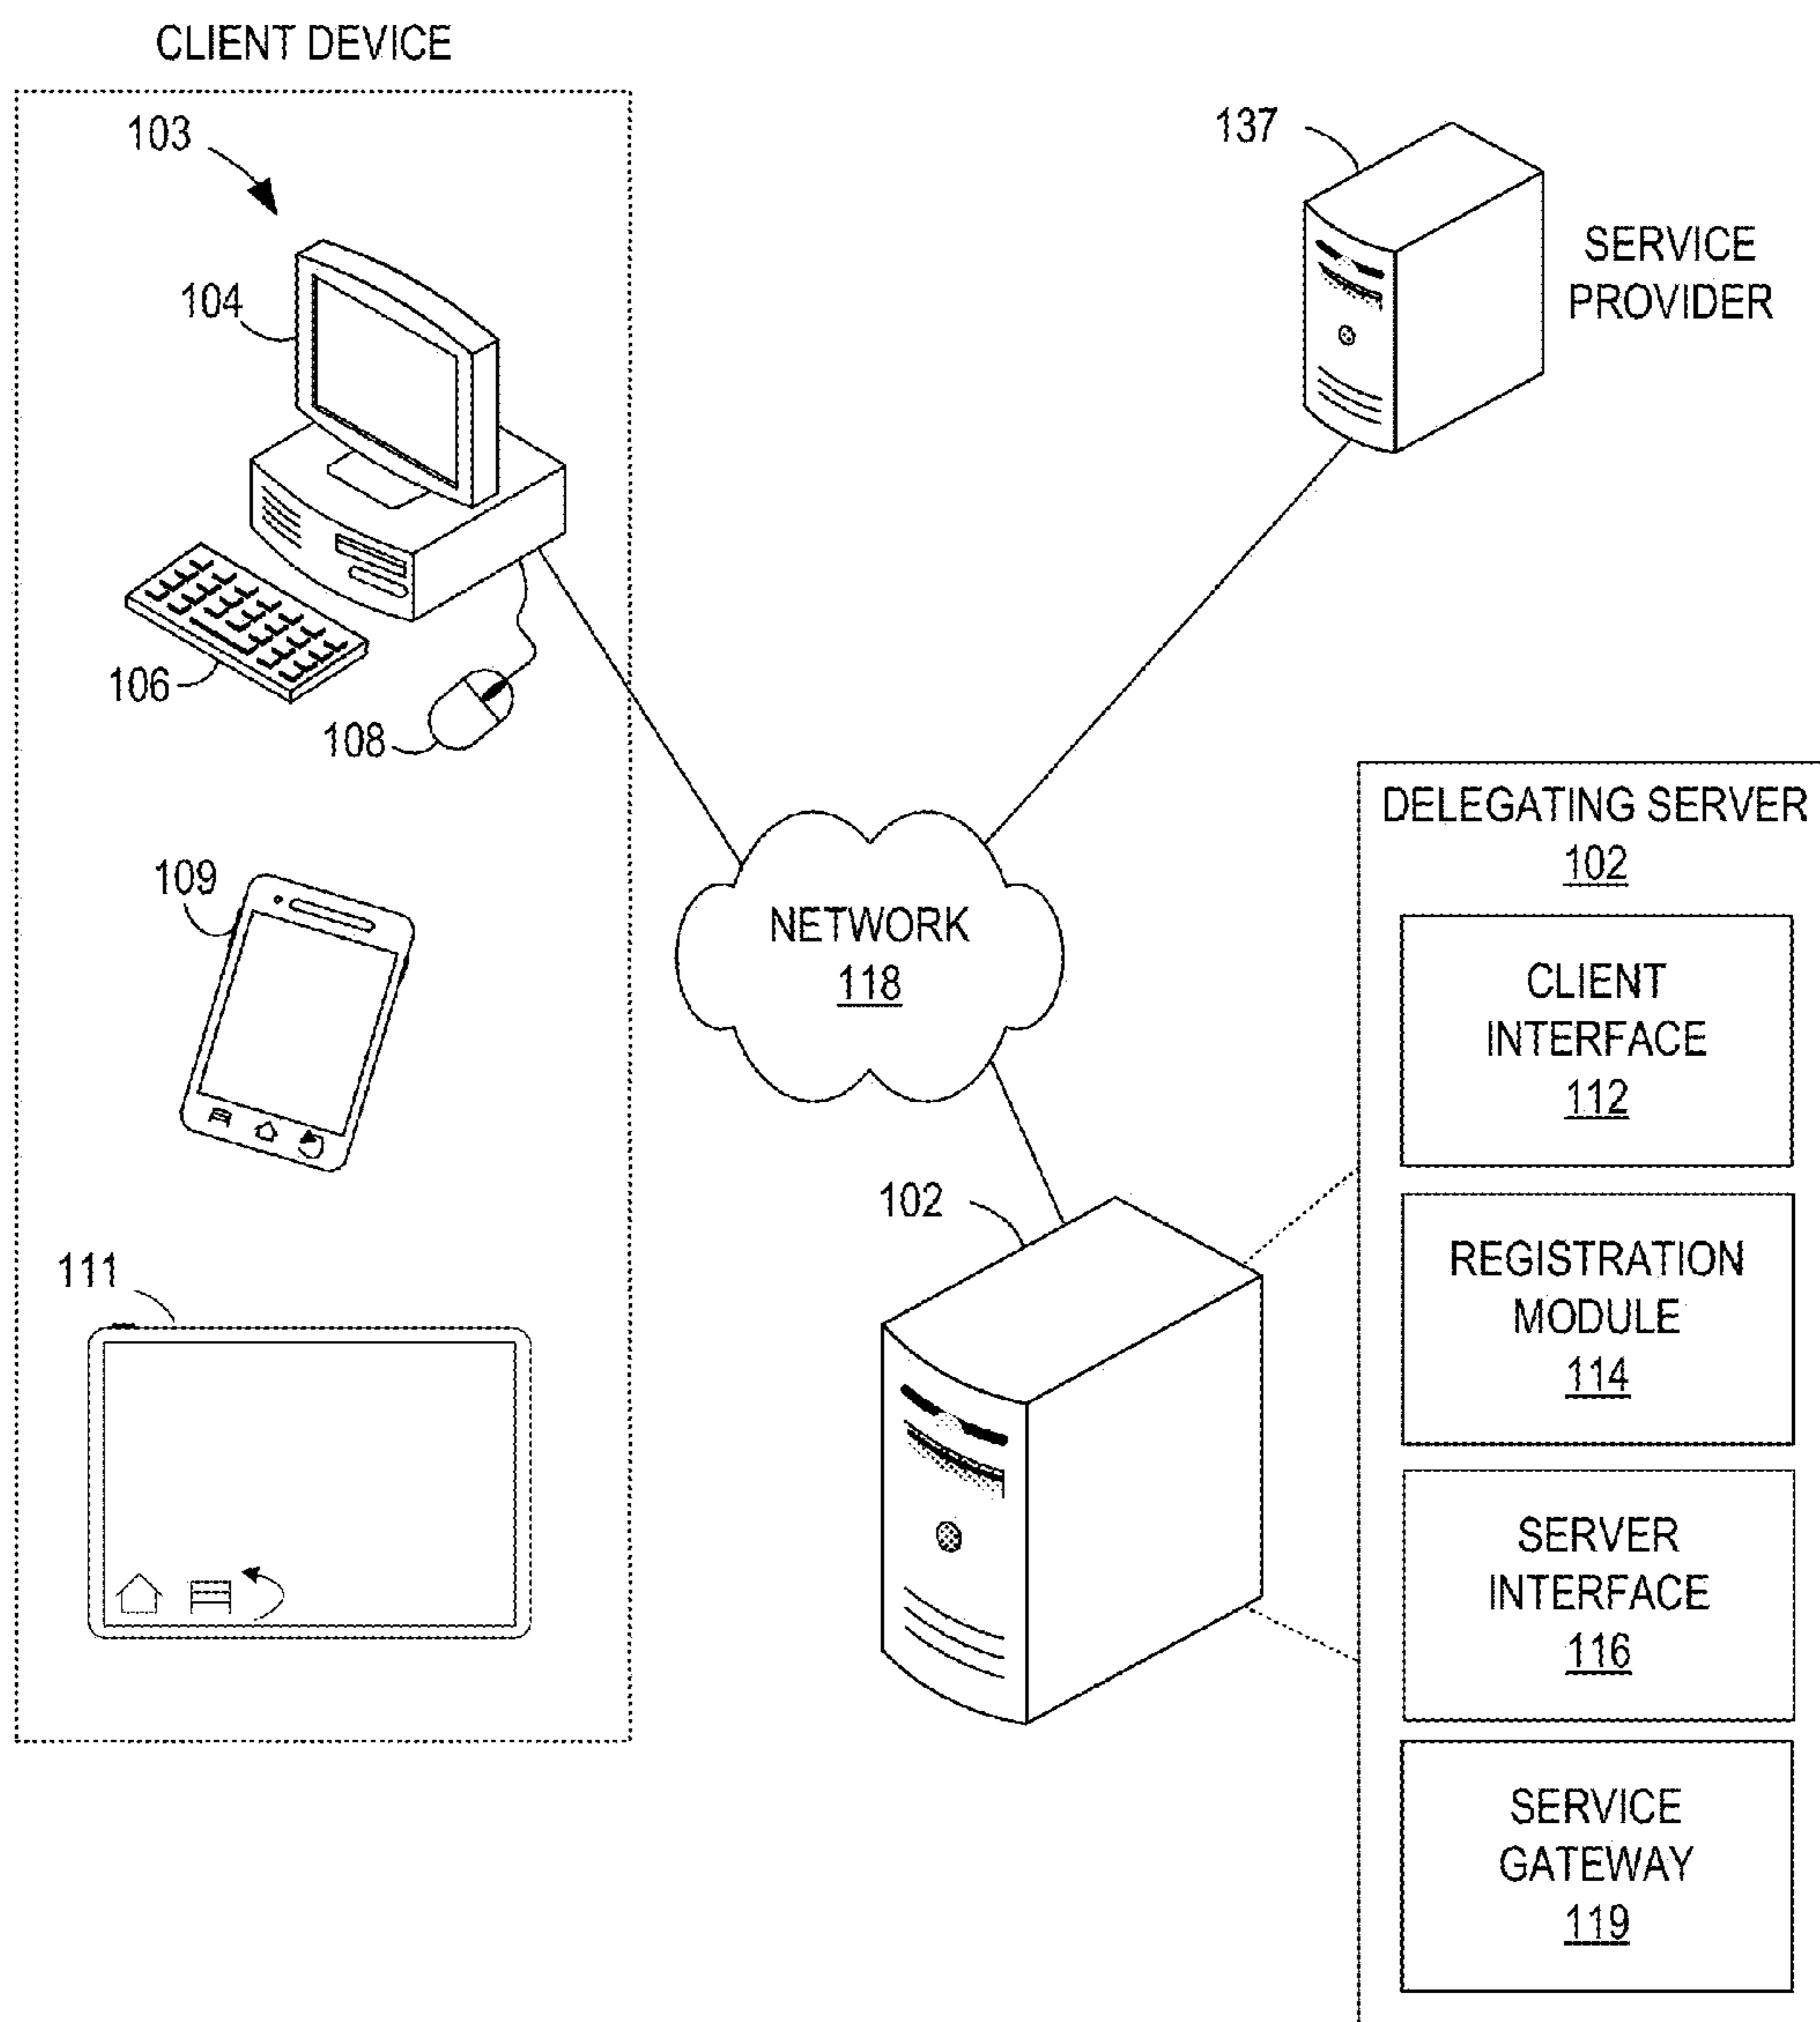 CLIENT DEVICE
103
104
106
108
109
111
137
SERVICE
PROVIDER
NETWORK
118
102
DELEGATING SERVER
102
CLIENT
INTERFACE
112
REGISTRATION
MODULE
114
SERVER
INTERFACE
116
SERVICE
GATEWAY
119